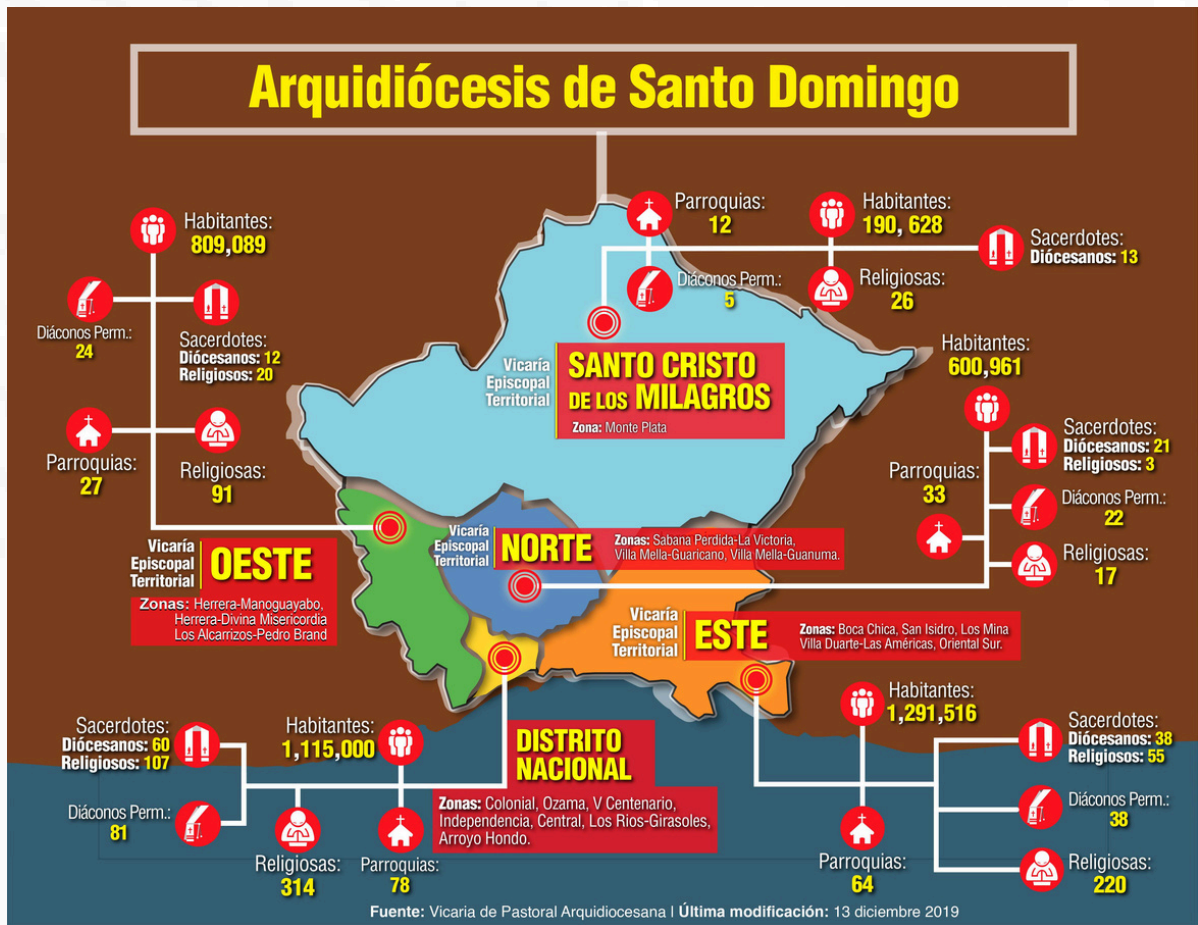 Arquidiócesis de Santo Domingo
Habitantes:
809,089
Diáconos Perm.:
24
Sacerdotes:
Diócesanos: 12
Religiosos: 20
Parroquias:
27
Religiosas:
91
Vicaría
Episcopal
Territorial
OESTE
Zonas: Herrera-Manoguayabo,
Herrera-Divina Misericordia
Los Alcarrizos-Pedro Brand
Parroquias:
12
Habitantes:
190, 628
Sacerdotes:
Diócesanos: 13
Diáconos Perm.:
5
Religiosas:
26
Vicaría
Episcopal
Territorial
SANTO CRISTO
DE LOS MILAGROS
Zona: Monte Plata
Habitantes:
600,961
Sacerdotes:
Diócesanos: 21
Religiosos: 3
Parroquias:
33
Diáconos Perm.:
22
Religiosas:
17
Vicaría
Episcopal
Territorial
NORTE
Zonas: Sabana Perdida-La Victoria,
Villa Mella-Guaricano, Villa Mella-Guanuma.
Vicaría
Episcopal
Territorial
ESTE
Zonas: Boca Chica, San Isidro, Los Mina
Villa Duarte-Las Américas, Oriental Sur.
Habitantes:
1,291,516
Sacerdotes:
Diócesanos: 38
Religiosos: 55
Diáconos Perm.:
38
Parroquias:
64
Religiosas:
220
Sacerdotes:
Diócesanos: 60
Religiosos: 107
Habitantes:
1,115,000
Diáconos Perm.:
81
Religiosas:
314
Parroquias:
78
DISTRITO
NACIONAL
Zonas: Colonial, Ozama, V Centenario,
Independencia, Central, Los Rios-Girasoles,
Arroyo Hondo.
Fuente: Vicaria de Pastoral Arquidiocesana I Última modificación: 13 diciembre 2019